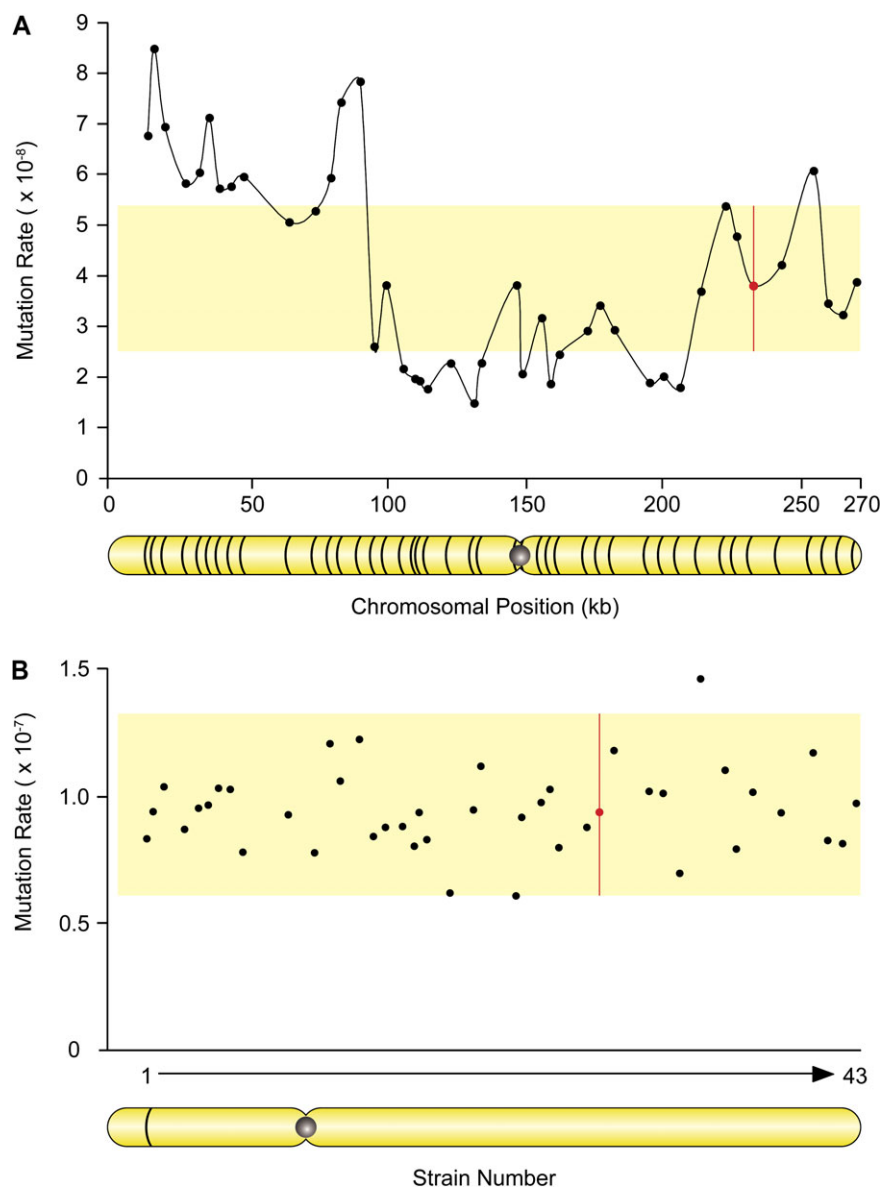 A
Mutation Rate ( x 10⁻⁸)
9
8
7
6
5
4
3
2
1
0
0 50 100 150 200 250 270
Chromosomal Position (kb)
B
Mutation Rate ( x 10⁻⁷)
1.5
1.0
0.5
0
1 43
Strain Number